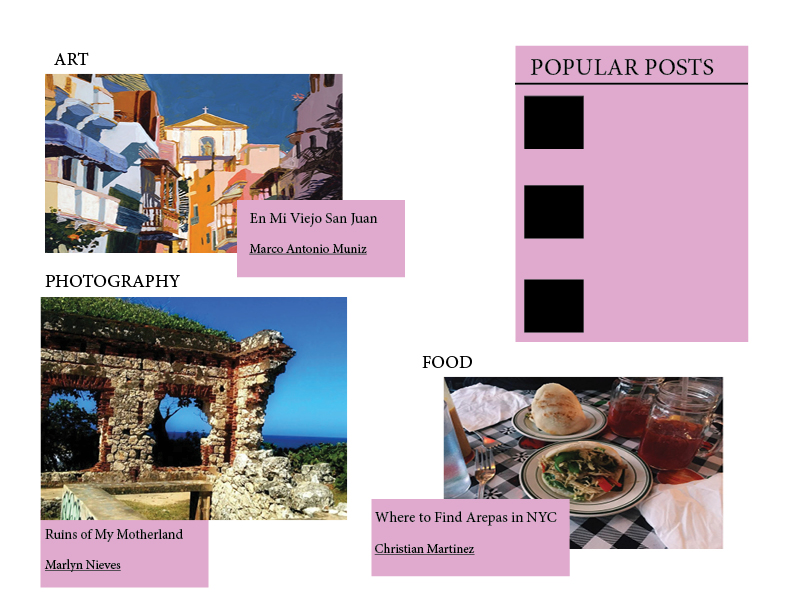 ART
En Mi Viejo San Juan
Marco Antonio Muniz
PHOTOGRAPHY
Ruins of My Motherland
Marlyn Nieves
POPULAR POSTS
FOOD
Where to Find Arepas in NYC
Christian Martinez